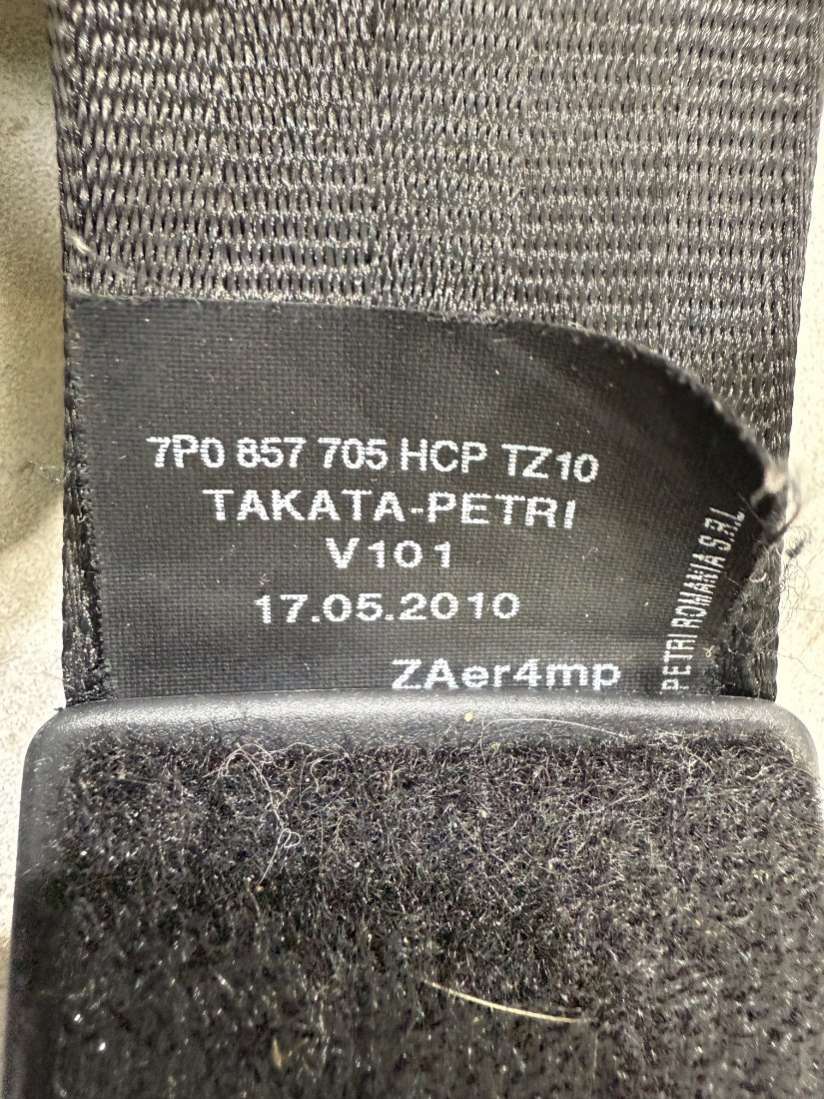 7P0 857 705 HCP TZ10
TAKATA-PETRI
V101
17.05.2010
ZAer4mp
PETRI ROMANIA S.R.L